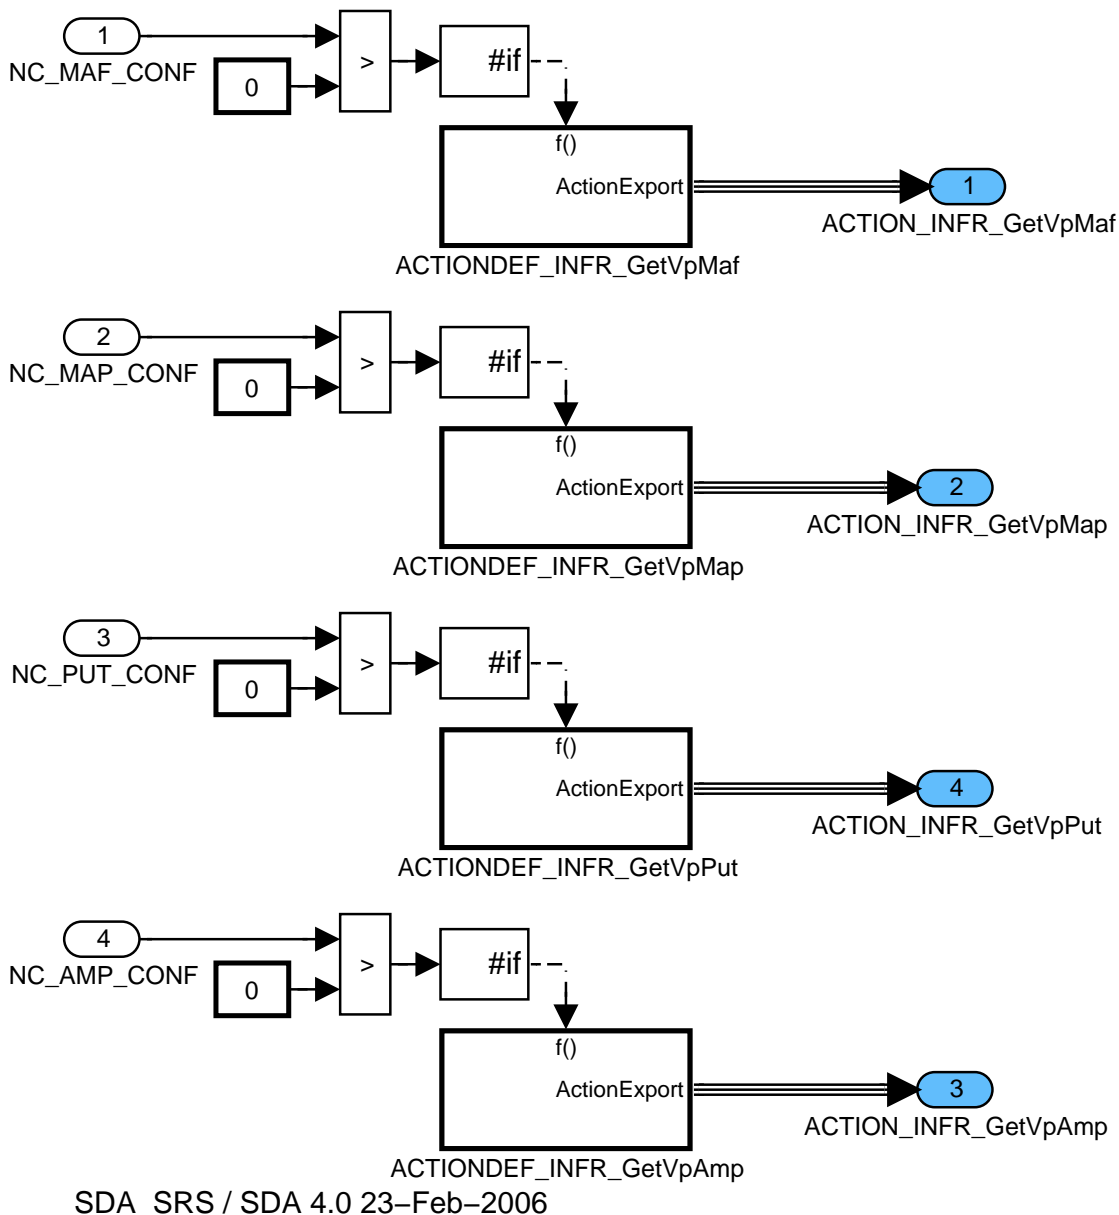 1
NC_MAF_CONF
0
>
#if
f()
ActionExport
ACTIONDEF_INFR_GetVpMaf
1
ACTION_INFR_GetVpMaf
2
NC_MAP_CONF
0
>
#if
f()
ActionExport
ACTIONDEF_INFR_GetVpMap
2
ACTION_INFR_GetVpMap
3
NC_PUT_CONF
0
>
#if
f()
ActionExport
ACTIONDEF_INFR_GetVpPut
4
ACTION_INFR_GetVpPut
4
NC_AMP_CONF
0
>
#if
f()
ActionExport
ACTIONDEF_INFR_GetVpAmp
3
ACTION_INFR_GetVpAmp
SDA  SRS / SDA 4.0 23–Feb–2006